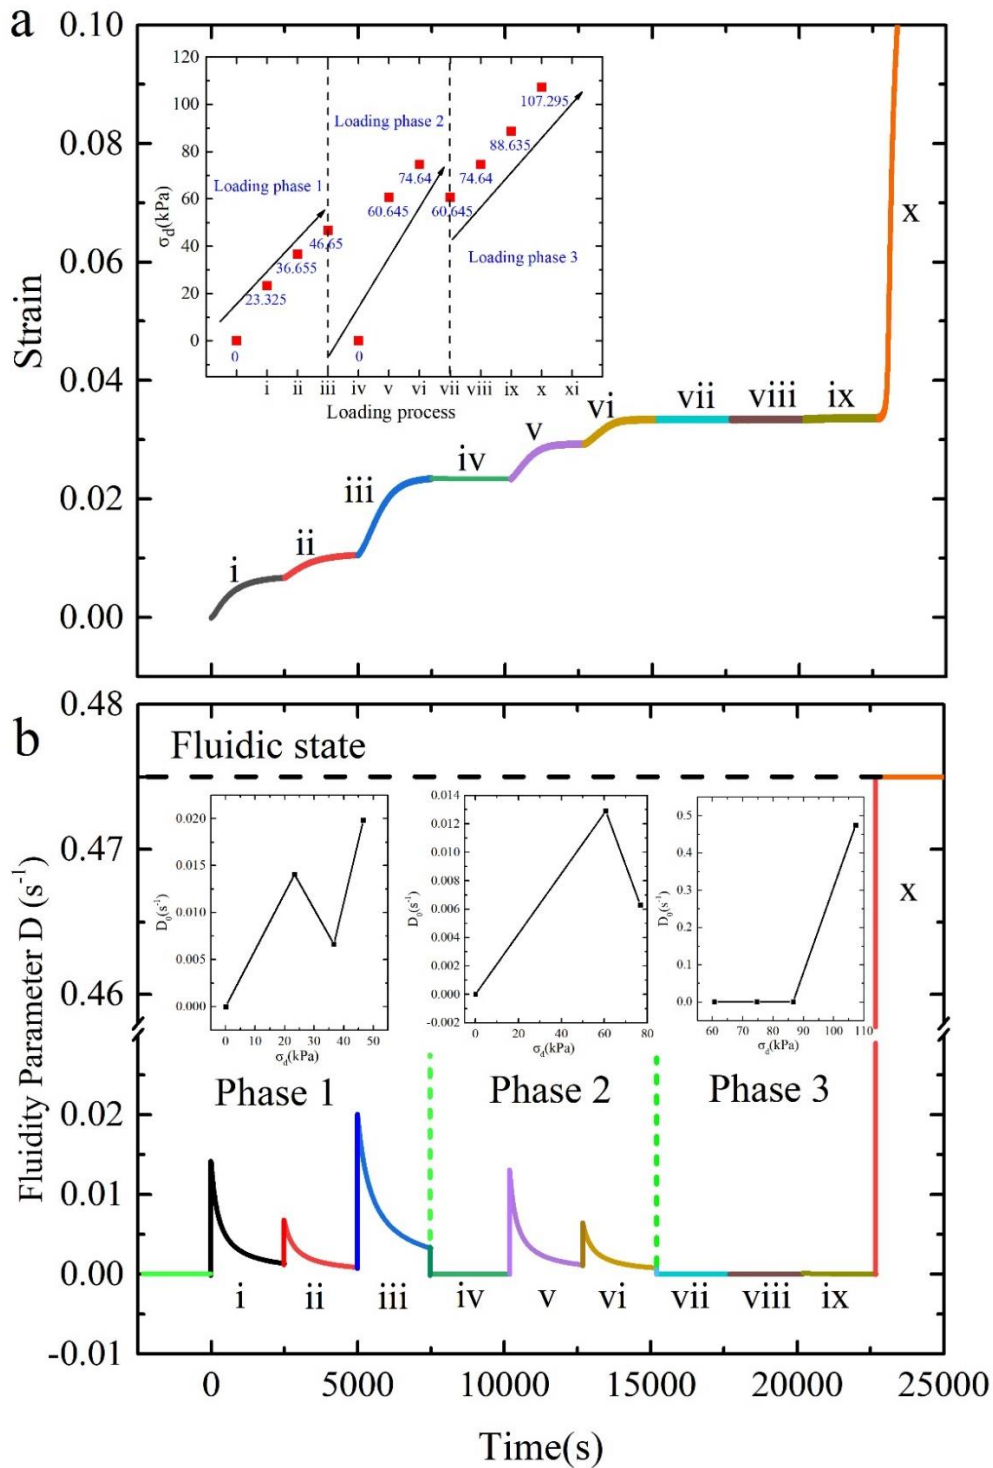 a
0.10
0.08
0.06
0.04
0.02
0.00
Strain
120
100
80
60
40
20
0
σd(kPa)
Loading phase 1
Loading phase 2
Loading phase 3
0
23.325
36.655
46.65
0
60.645
74.64
60.645
74.64
88.635
107.295
i ii iii iv v vi vii viii ix x xi
Loading process
i
ii
iii
iv
v
vi
vii
viii
ix
x
b
0.48
0.47
0.46
0.02
0.01
0.00
-0.01
Fluidity Parameter D (s-1)
Fluidic state
0.020
0.015
0.010
0.005
0.000
D0(s-1)
0 10 20 30 40 50
σd(kPa)
0.014
0.012
0.010
0.008
0.006
0.004
0.002
0.000
-0.002
D0(s-1)
0 20 40 60 80
σd(kPa)
0.5
0.4
0.3
0.2
0.1
0.0
D0(s-1)
60 70 80 90 100 110
σd(kPa)
x
Phase 1
Phase 2
Phase 3
i ii iii iv v vi vii viii ix
0 5000 10000 15000 20000 25000
Time(s)